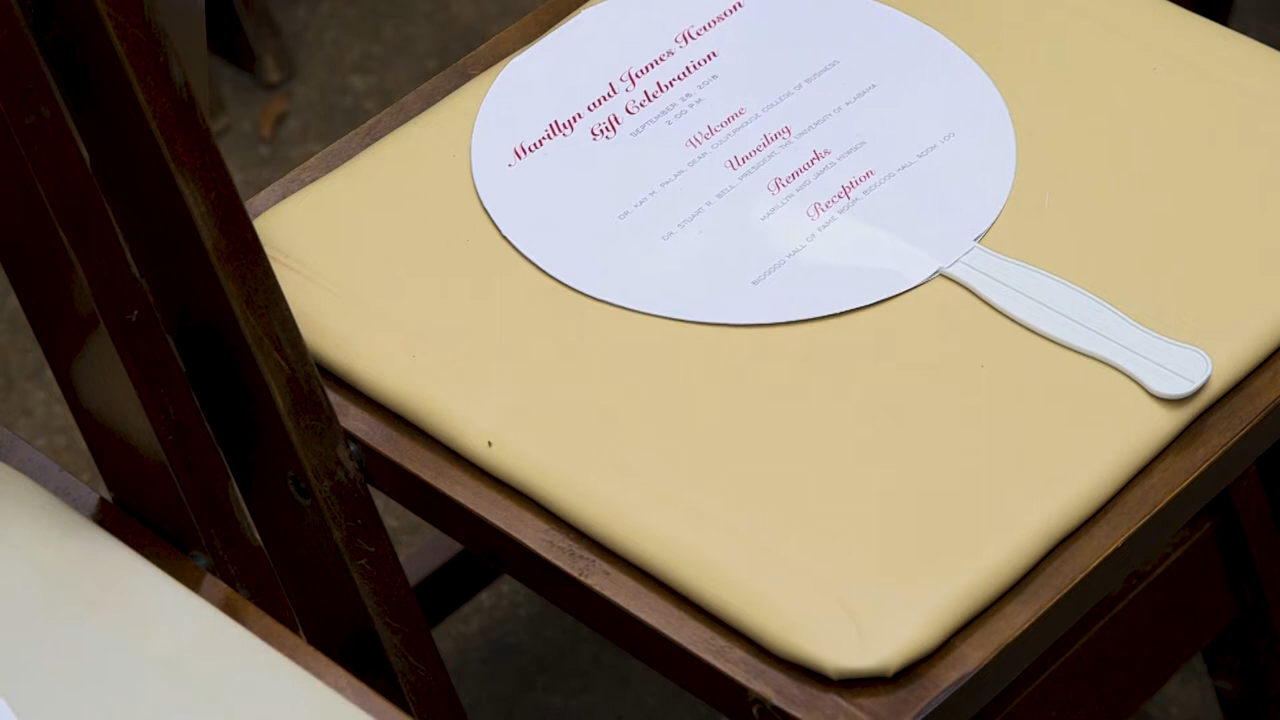 Marillyn and James Hewson
Gift Celebration
SEPTEMBER 28, 2018
2:00 P.M.
Welcome
DR. KAY M. PALAN, DEAN, CULVERHOUSE COLLEGE OF BUSINESS
Unveiling
DR. STUART R. BELL, PRESIDENT, THE UNIVERSITY OF ALABAMA
Remarks
MARILLYN AND JAMES HEWSON
Reception
BIDGOOD HALL OF FAME ROOM, BIDGOOD HALL, ROOM 100